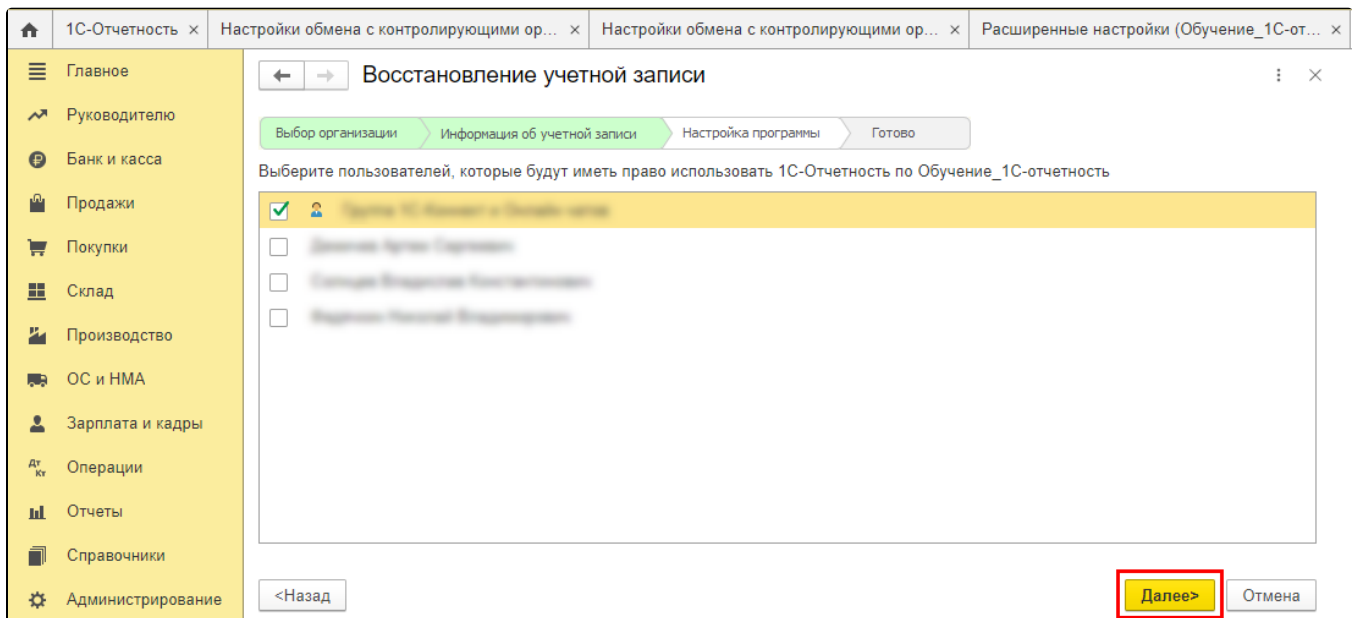 1С-Отчетность × Настройки обмена с контролирующими ор... × Настройки обмена с контролирующими ор... × Расширенные настройки (Обучение_1С-от... ×
Главное
Руководителю
Банк и касса
Продажи
Покупки
Склад
Производство
ОС и НМА
Зарплата и кадры
Дт Кт Операции
Отчеты
Справочники
Администрирование
Восстановление учетной записи
Выбор организации Информация об учетной записи Настройка программы Готово
Выберите пользователей, которые будут иметь право использовать 1С-Отчетность по Обучение_1С-отчетность
<Назад Далее> Отмена